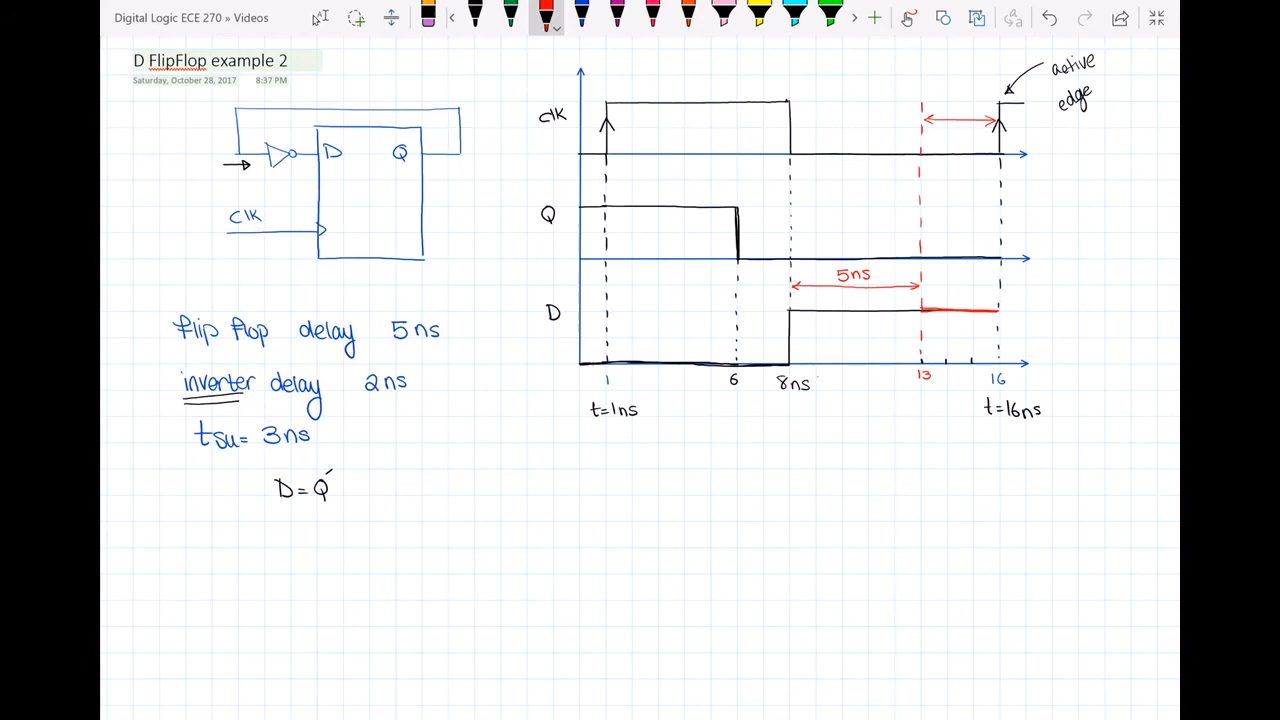 Digital Logic ECE 270 » Videos
D FlipFlop example 2
Saturday, October 28, 2017 8:37 PM
D Q
Clk
flip flop delay 5ns
inverter delay 2ns
tsu= 3ns
D = Q´
active
edge
Clk
Q
5ns
D
1 6 8ns 13 16
t=1ns t=16ns